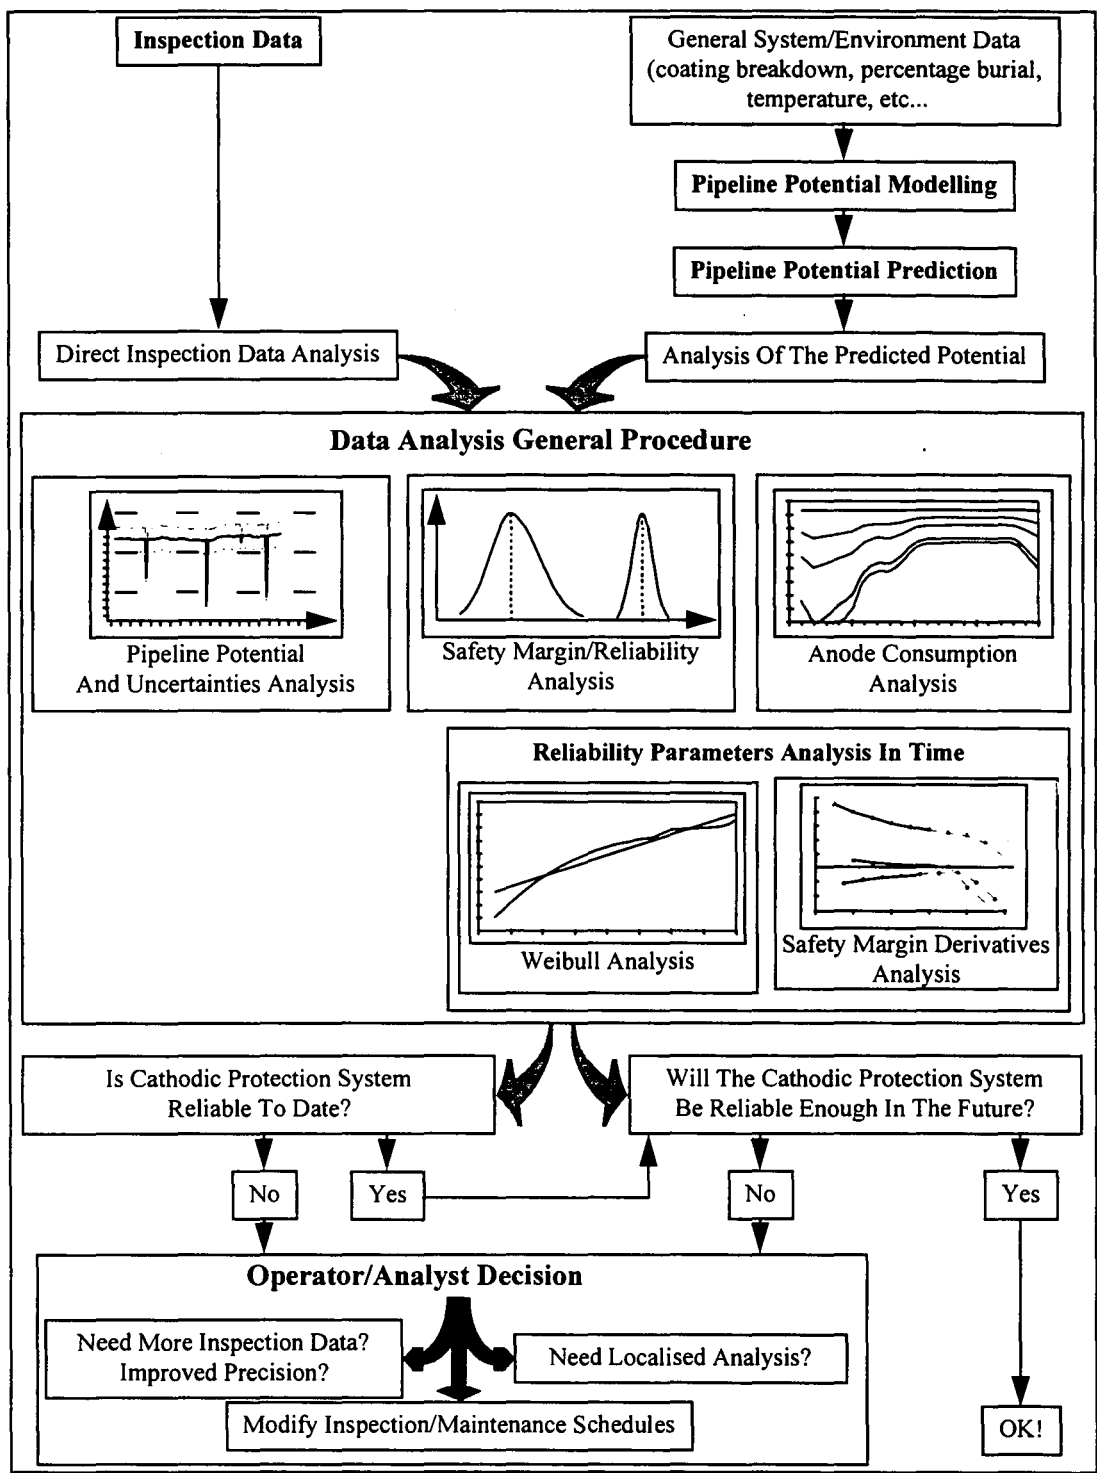 Inspection Data
General System/Environment Data
(coating breakdown, percentage burial,
temperature, etc...
Pipeline Potential Modelling
Pipeline Potential Prediction
Direct Inspection Data Analysis
Analysis Of The Predicted Potential
Data Analysis General Procedure
Pipeline Potential
And Uncertainties Analysis
Safety Margin/Reliability
Analysis
Anode Consumption
Analysis
Reliability Parameters Analysis In Time
Weibull Analysis
Safety Margin Derivatives
Analysis
Is Cathodic Protection System
Reliable To Date?
Will The Cathodic Protection System
Be Reliable Enough In The Future?
No
Yes
No
Yes
Operator/Analyst Decision
Need More Inspection Data?
Improved Precision?
Need Localised Analysis?
Modify Inspection/Maintenance Schedules
OK!